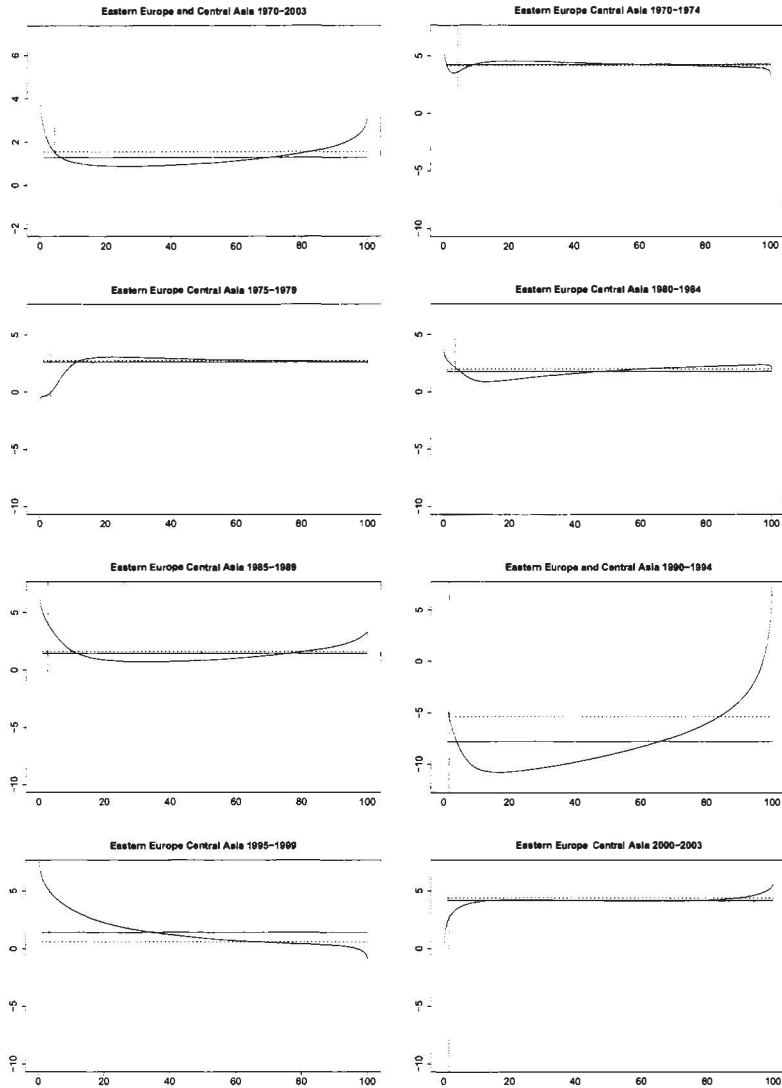 Eastern Europe and Central Asia 1970-2003
6
4
2
0
-2
0 20 40 60 80 100
Eastern Europe Central Asia 1970-1974
5
0
-5
-10
0 20 40 60 80 100
Eastern Europe Central Asia 1975-1979
5
0
-5
-10
0 20 40 60 80 100
Eastern Europe Central Asia 1980-1984
5
0
-5
-10
0 20 40 60 80 100
Eastern Europe Central Asia 1985-1989
5
0
-5
-10
0 20 40 60 80 100
Eastern Europe and Central Asia 1990-1994
5
0
-5
-10
0 20 40 60 80 100
Eastern Europe Central Asia 1995-1999
5
0
-5
-10
0 20 40 60 80 100
Eastern Europe Central Asia 2000-2003
5
0
-5
-10
0 20 40 60 80 100